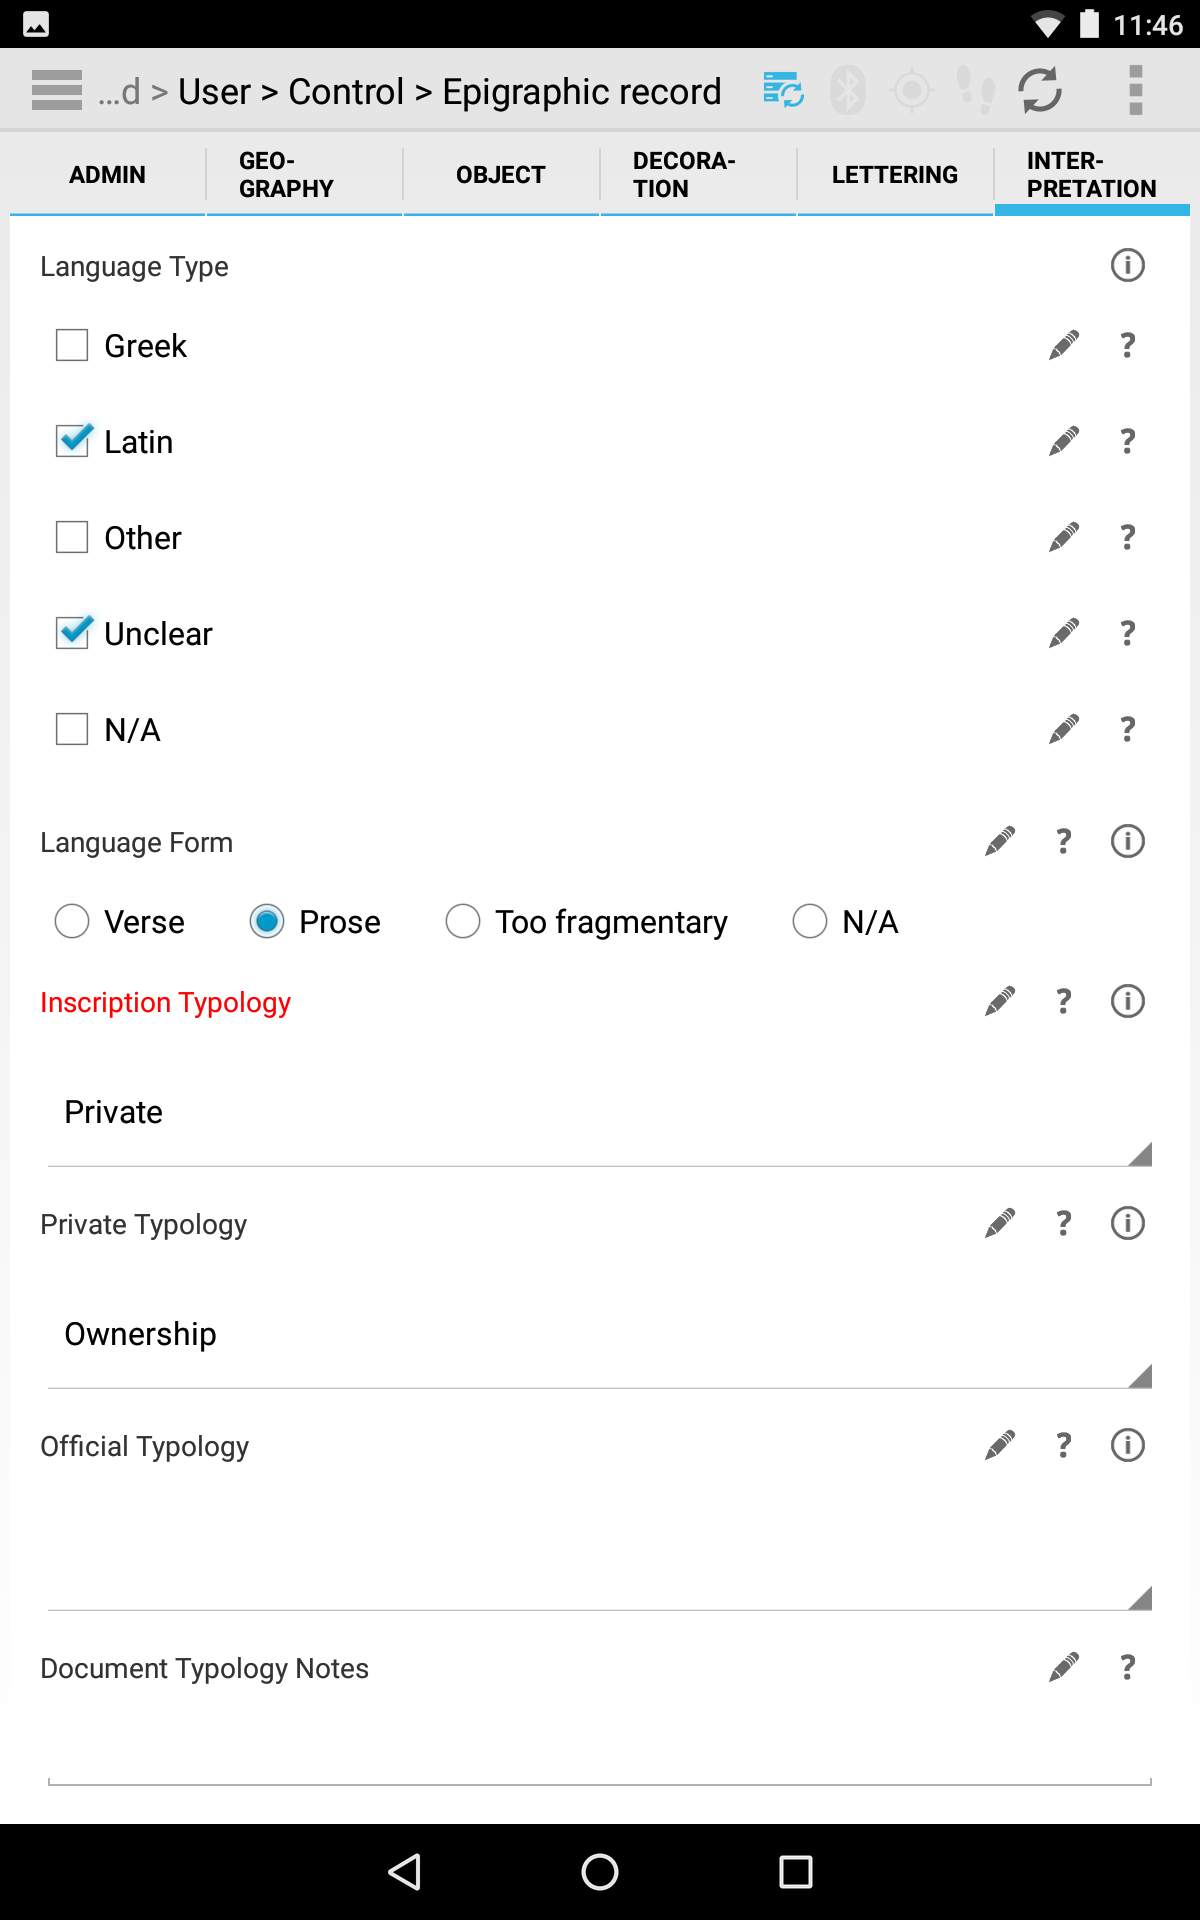 11:46
...d > User > Control > Epigraphic record
ADMIN
GEO-
GRAPHY
OBJECT
DECORA-
TION
LETTERING
INTER-
PRETATION
Language Type
Greek ?
Latin ?
Other ?
Unclear ?
N/A ?
Language Form ?
Verse Prose Too fragmentary N/A
Inscription Typology ?
Private
Private Typology ?
Ownership
Official Typology ?
Document Typology Notes ?